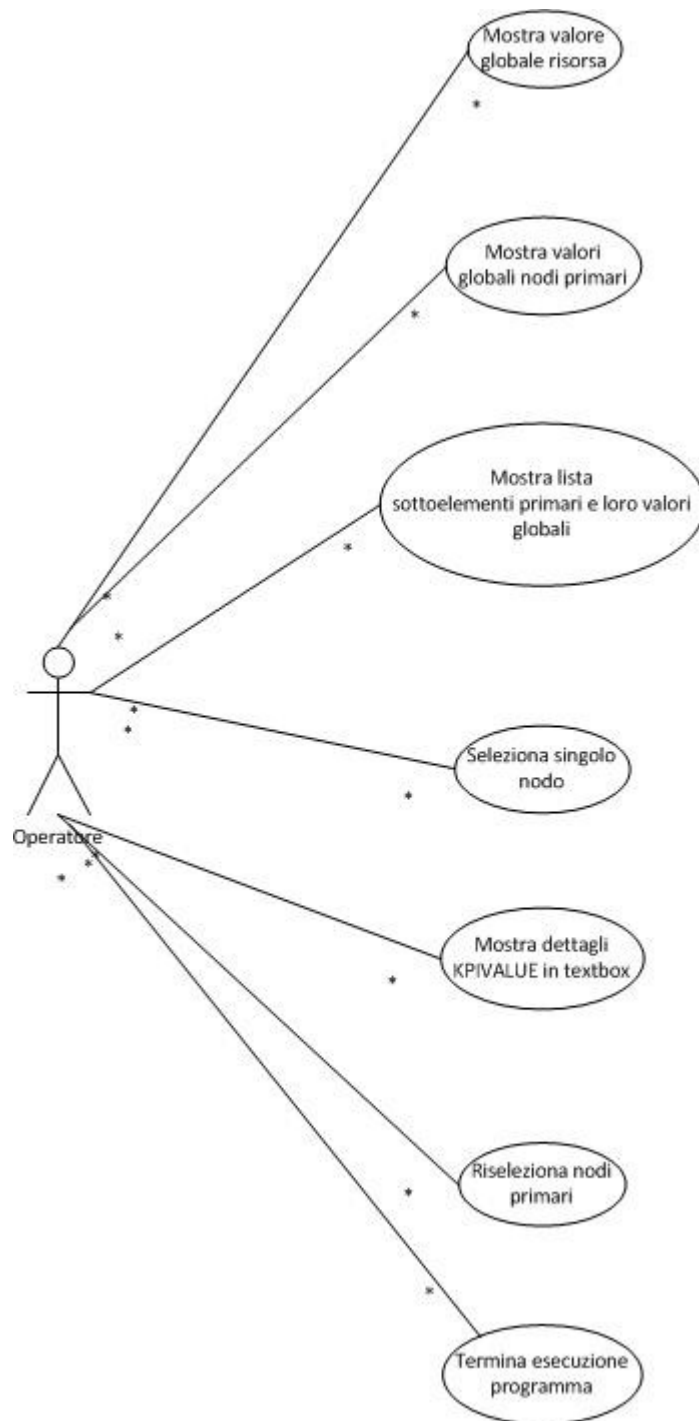 Mostra valore
globale risorsa
*
Mostra valori
globali nodi primari
*
Mostra lista
sottoelementi primari e loro valori
globali
*
*
*
*
*
Seleziona singolo
nodo
*
Operatore
*
*
*
Mostra dettagli
KPIVALUE in textbox
*
Riseleziona nodi
primari
*
*
Termina esecuzione
programma